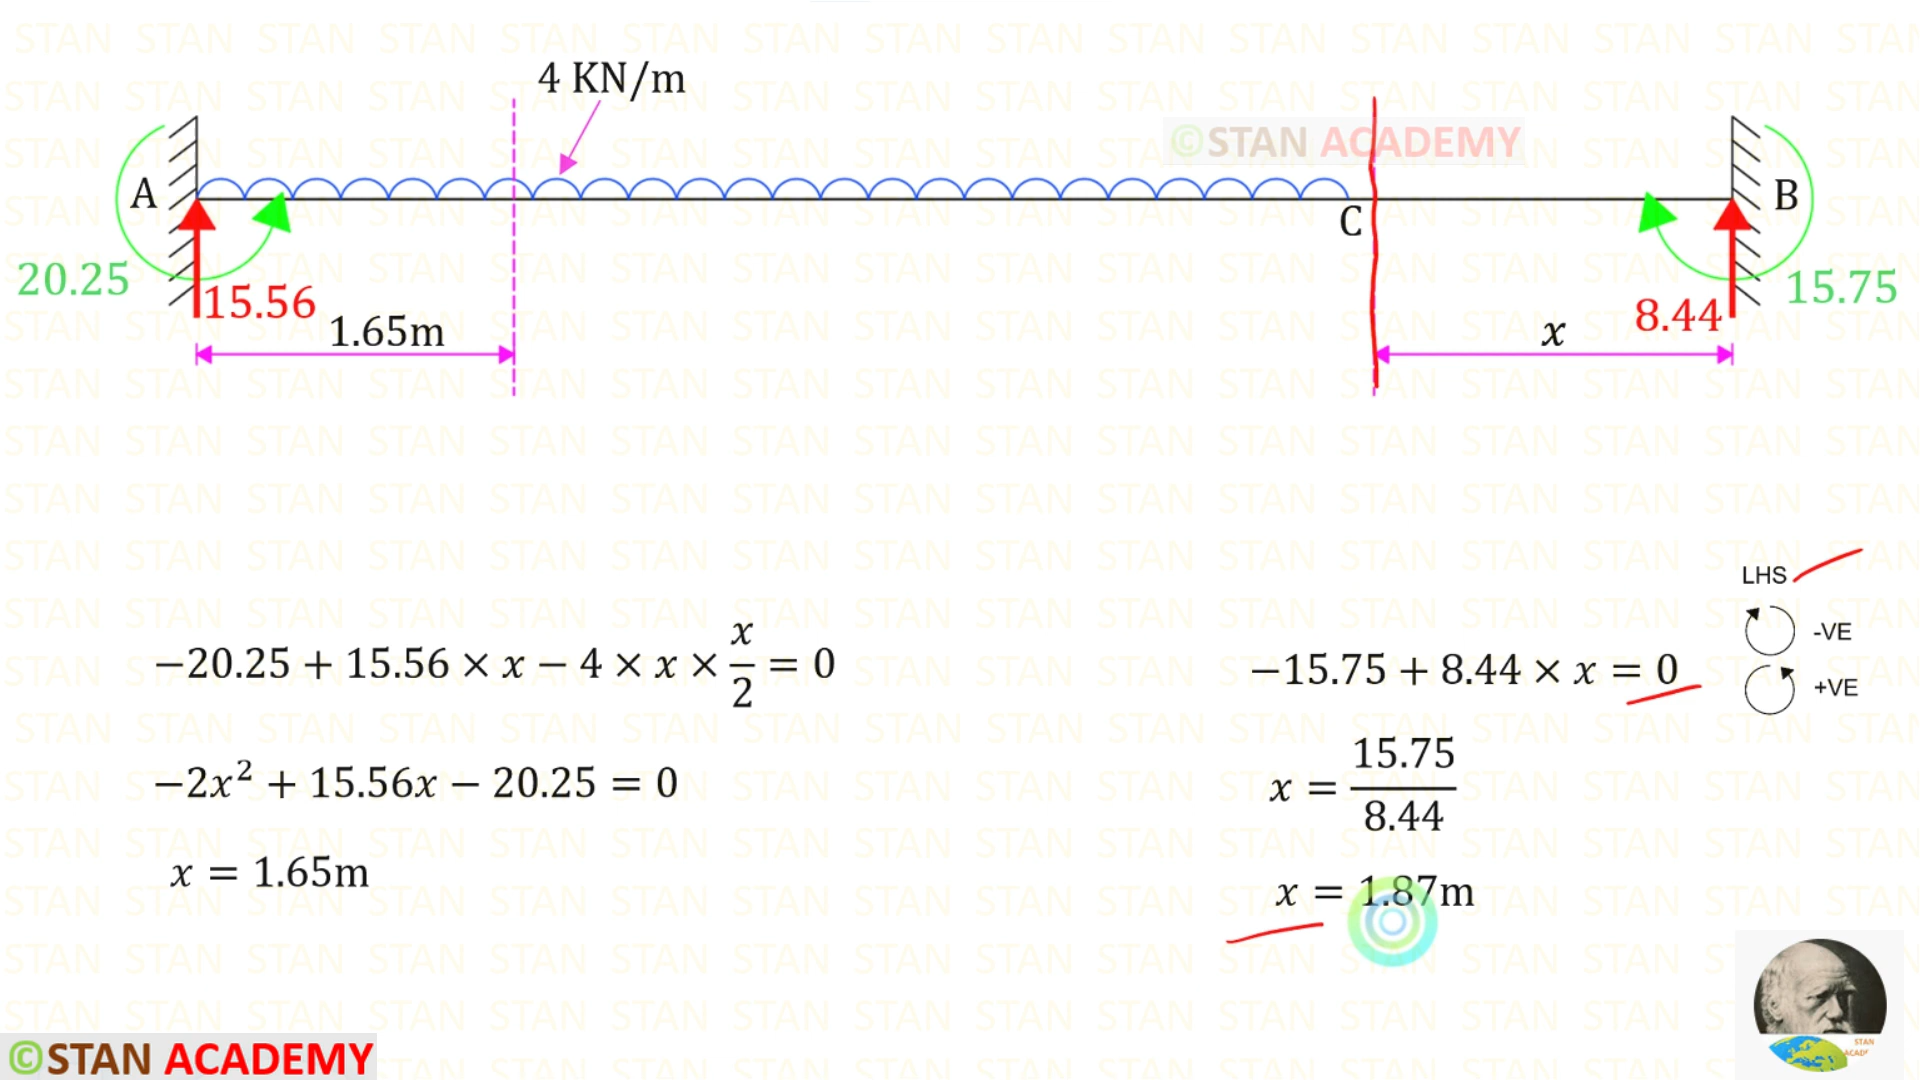 4 KN/m
©STAN ACADEMY
A
B
C
20.25
15.56
1.65m
x
8.44
15.75
−20.25 + 15.56 × x − 4 × x × x/2 = 0
−2x² + 15.56x − 20.25 = 0
x = 1.65m
−15.75 + 8.44 × x = 0
x = 15.75/8.44
x = 1.87m
LHS
-VE
+VE
©STAN ACADEMY
STAN